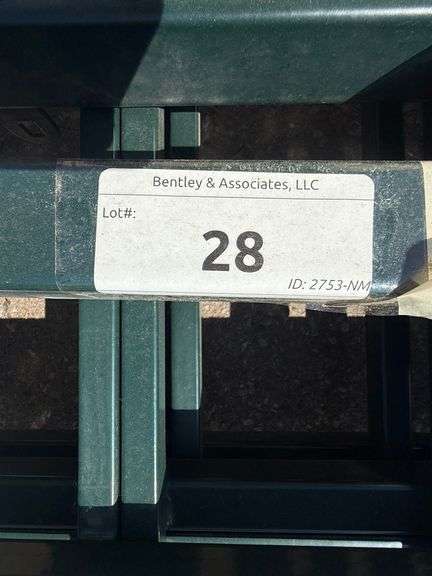 Bentley & Associates, LLC
Lot#:
28
ID: 2753-NM